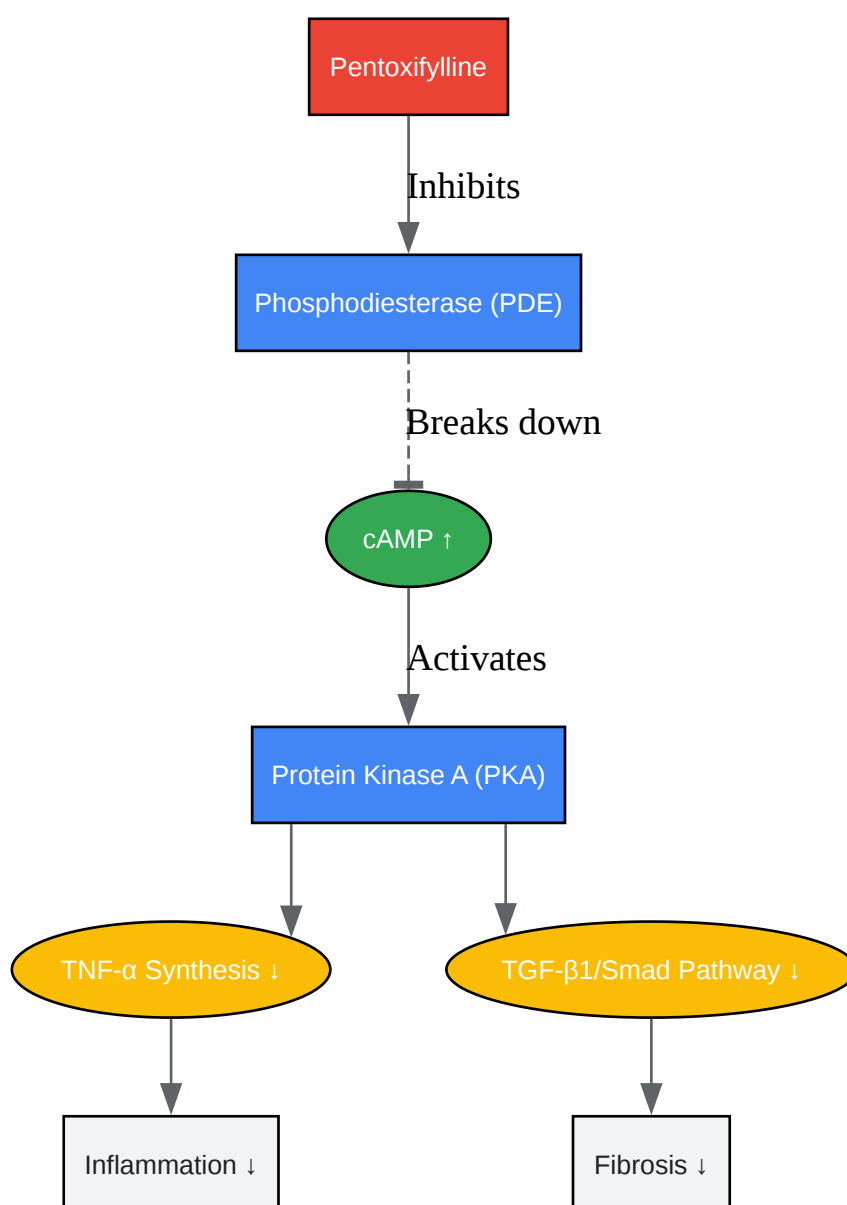 Pentoxifylline
Inhibits
Phosphodiesterase (PDE)
Breaks down
cAMP ↑
Activates
Protein Kinase A (PKA)
TNF-α Synthesis ↓
TGF-β1/Smad Pathway ↓
Inflammation ↓
Fibrosis ↓